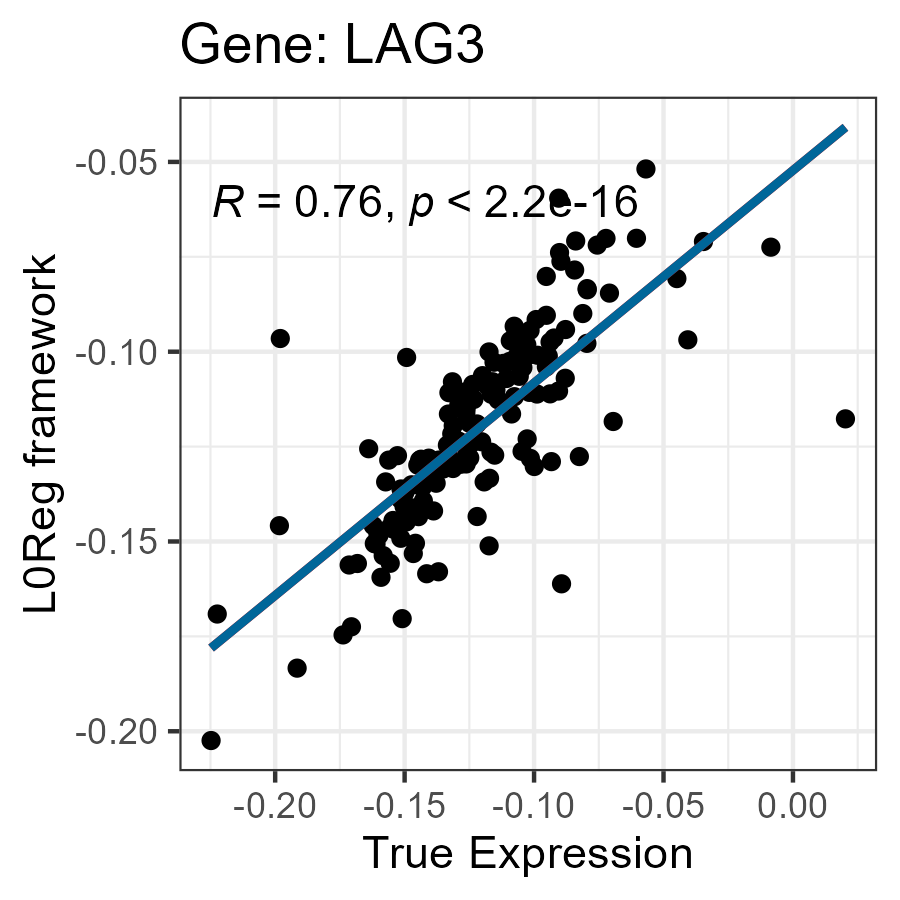 Gene: LAG3
L0Reg framework
-0.05
-0.10
-0.15
-0.20
R = 0.76, p < 2.2e-16
-0.20 -0.15 -0.10 -0.05 0.00
True Expression